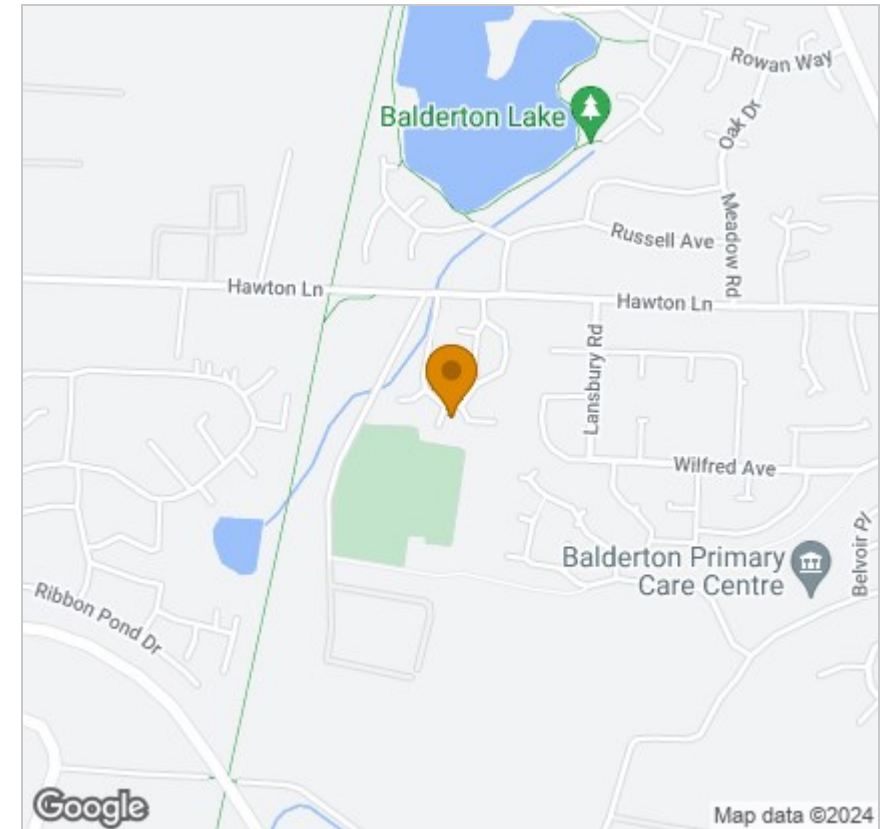 Rowan Way
Balderton Lake
Oak Dr
Meadow Rd
Russell Ave
Hawton Ln
Hawton Ln
Lansbury Rd
Wilfred Ave
Belvoir Pl
Balderton Primary
Care Centre
Ribbon Pond Dr
Google
Map data ©2024